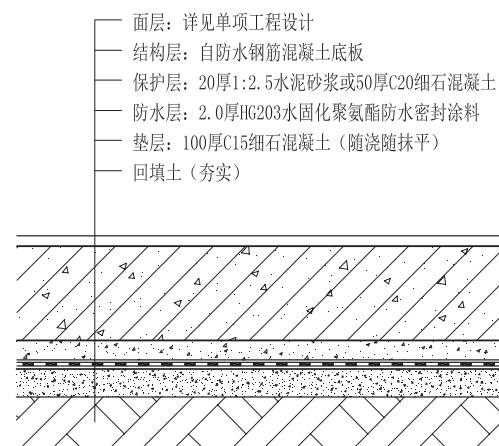 面层：详见单项工程设计
结构层：自防水钢筋混凝土底板
保护层：20厚1:2.5水泥砂浆或50厚C20细石混凝土
防水层：2.0厚HG203水固化聚氨酯防水密封涂料
垫层：100厚C15细石混凝土（随浇随抹平）
回填土（夯实）